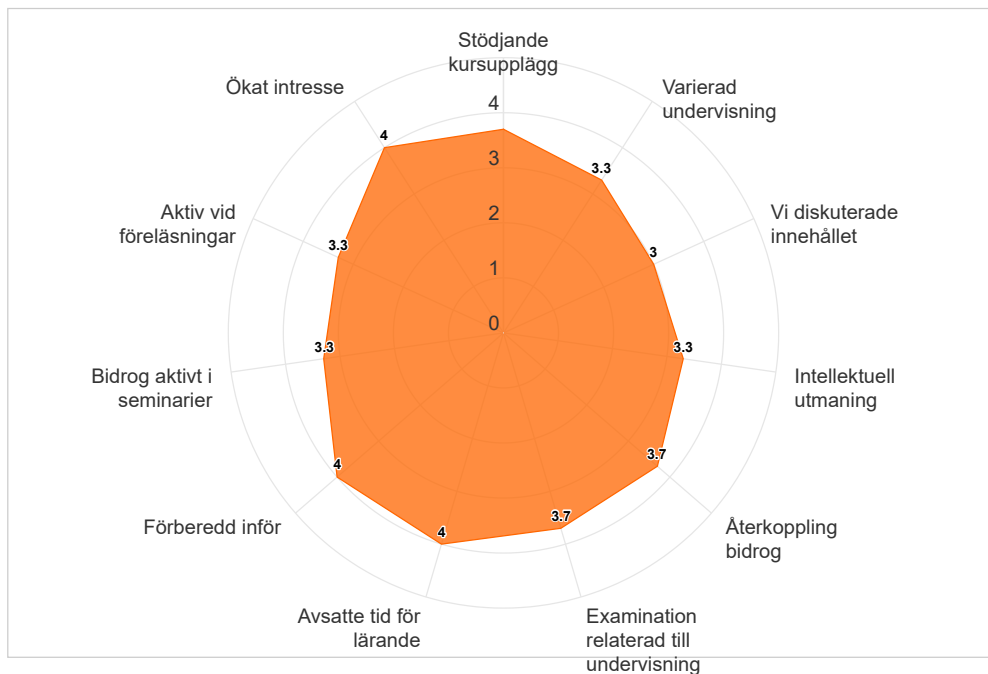 Stödjande
kursupplägg
Ökat intresse
Varierad
undervisning
4
4
3
3.3
Aktiv vid
föreläsningar
3.3
2
3
Vi diskuterade
innehållet
1
0
Bidrog aktivt i
seminarier
3.3
3.3
Intellektuell
utmaning
4
3.7
Förberedd inför
Återkoppling
bidrog
4
3.7
Avsatte tid för
lärande
Examination
relaterad till
undervisning